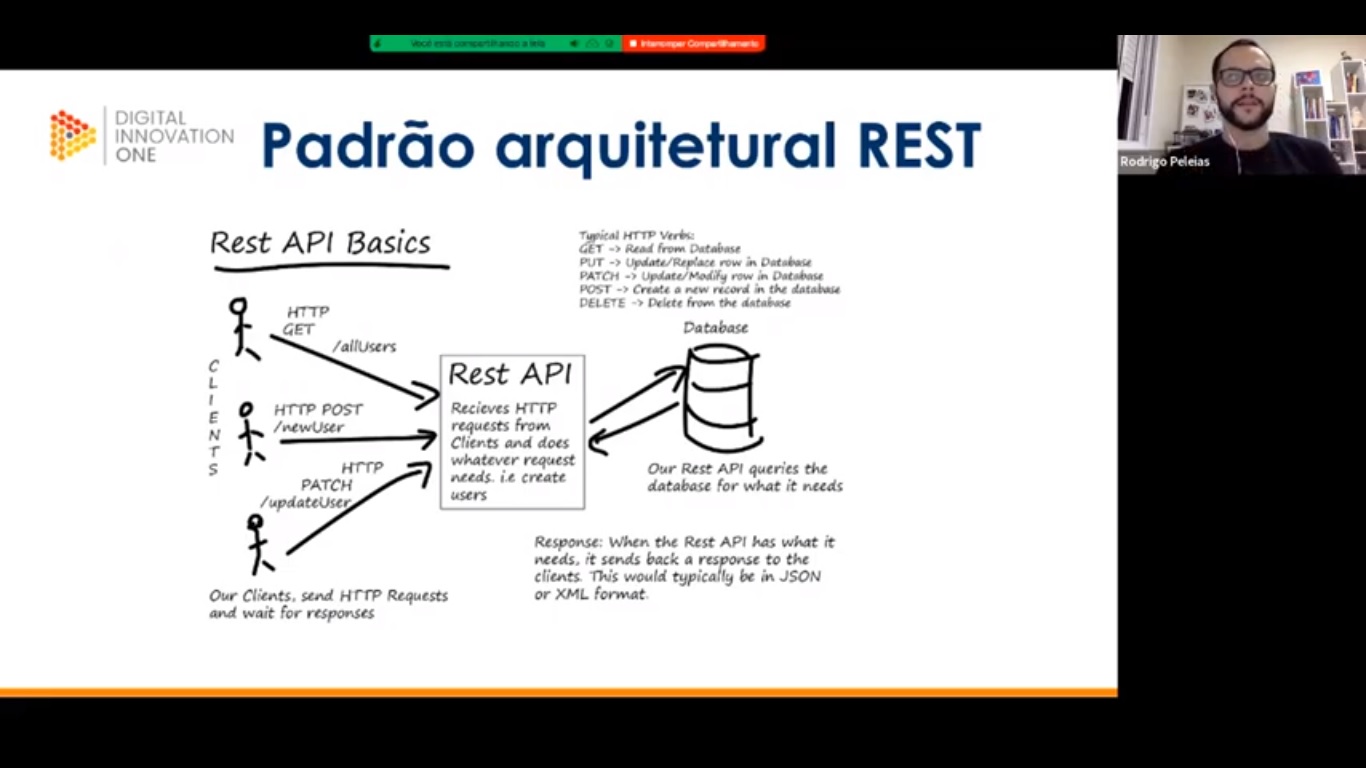 Você está compartilhando a tela
Interromper Compartilhamento
DIGITAL
INNOVATION
ONE
Padrão arquitetural REST
Rodrigo Peleias
Rest API Basics
Typical HTTP Verbs:
GET -> Read from Database
PUT -> Update/Replace row in Database
PATCH -> Update/Modify row in Database
POST -> Create a new record in the database
DELETE -> Delete from the database
CLIENTS
HTTP
GET
/allUsers
HTTP POST
/newUser
HTTP
PATCH
/updateUser
Our Clients, send HTTP Requests
and wait for responses
Rest API
Recieves HTTP
requests from
Clients and does
whatever request
needs. i.e create
users
Database
Our Rest API queries the
database for what it needs
Response: When the Rest API has what it
needs, it sends back a response to the
clients. This would typically be in JSON
or XML format.